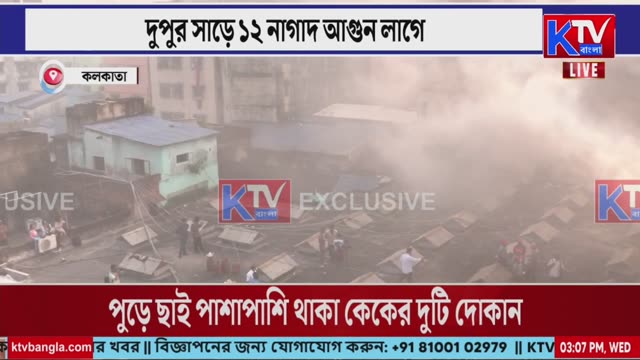 দুপুর সাড়ে ১২ নাগাদ আগুন লাগে
KTV
বাংলা
LIVE
কলকাতা
USIVE
KTV
বাংলা
EXCLUSIVE
KTV
বাংলা
পুড়ে ছাই পাশাপাশি থাকা কেকের দুটি দোকান
ktvbangla.com
র খবর || বিজ্ঞাপনের জন্য যোগাযোগ করুন: +91 81001 02979 || KTV
03:07 PM, WED